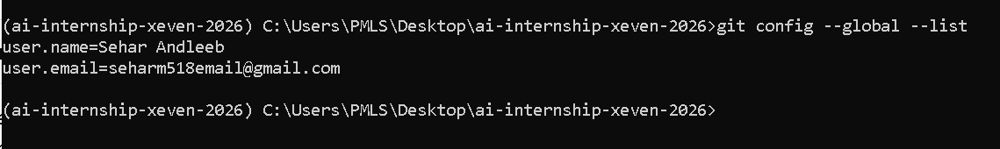 (ai-internship-xeven-2026) C:\Users\PMLS\Desktop\ai-internship-xeven-2026>git config --global --list
user.name=Sehar Andleeb
user.email=seharm518email@gmail.com
(ai-internship-xeven-2026) C:\Users\PMLS\Desktop\ai-internship-xeven-2026>